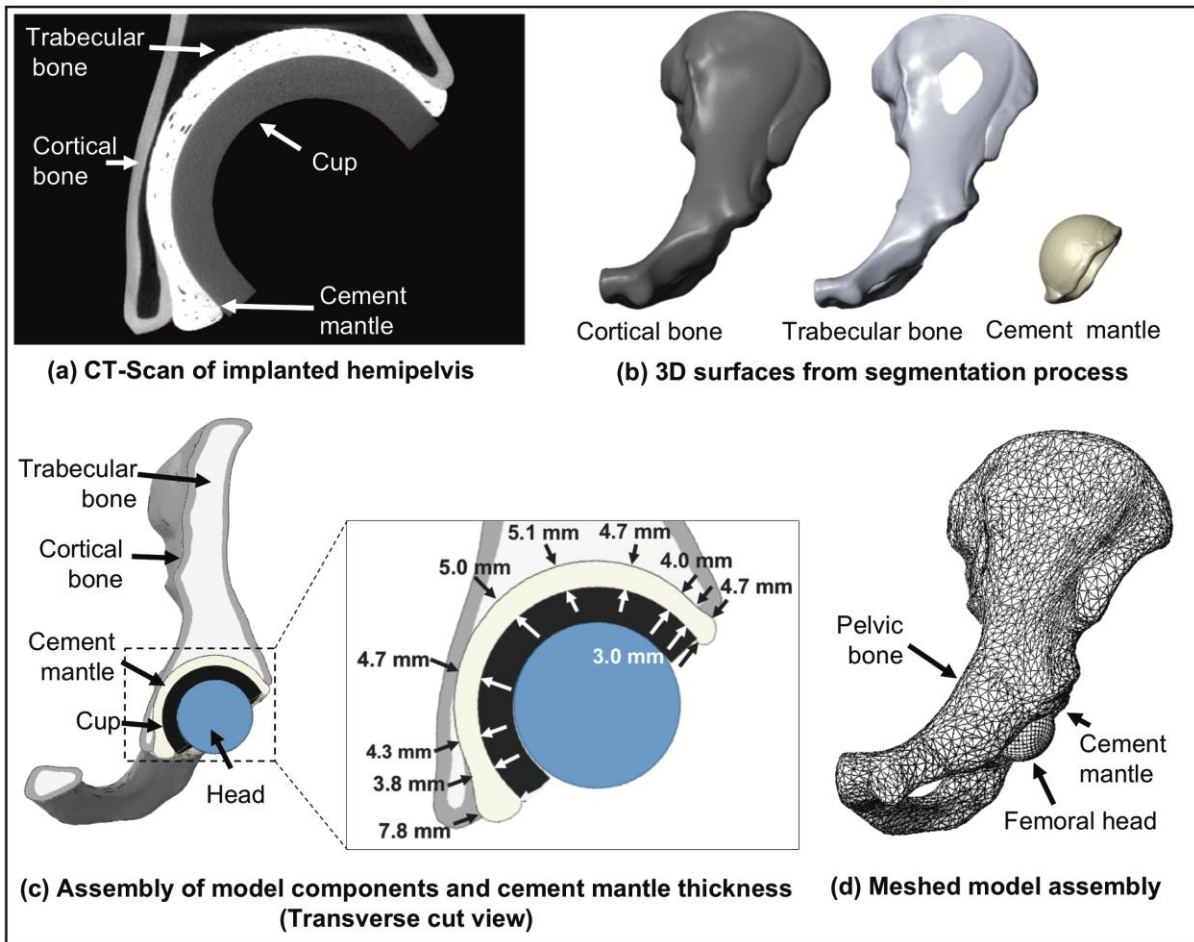 Trabecular
bone
Cortical
bone
Cup
Cement
mantle
(a) CT-Scan of implanted hemipelvis
Cortical bone
Trabecular bone
Cement mantle
(b) 3D surfaces from segmentation process
Trabecular
bone
Cortical
bone
Cement
mantle
Cup
Head
5.1 mm
4.7 mm
5.0 mm
4.0 mm
4.7 mm
3.0 mm
4.7 mm
4.3 mm
3.8 mm
7.8 mm
(c) Assembly of model components and cement mantle thickness
(Transverse cut view)
Pelvic
bone
Cement
mantle
Femoral head
(d) Meshed model assembly